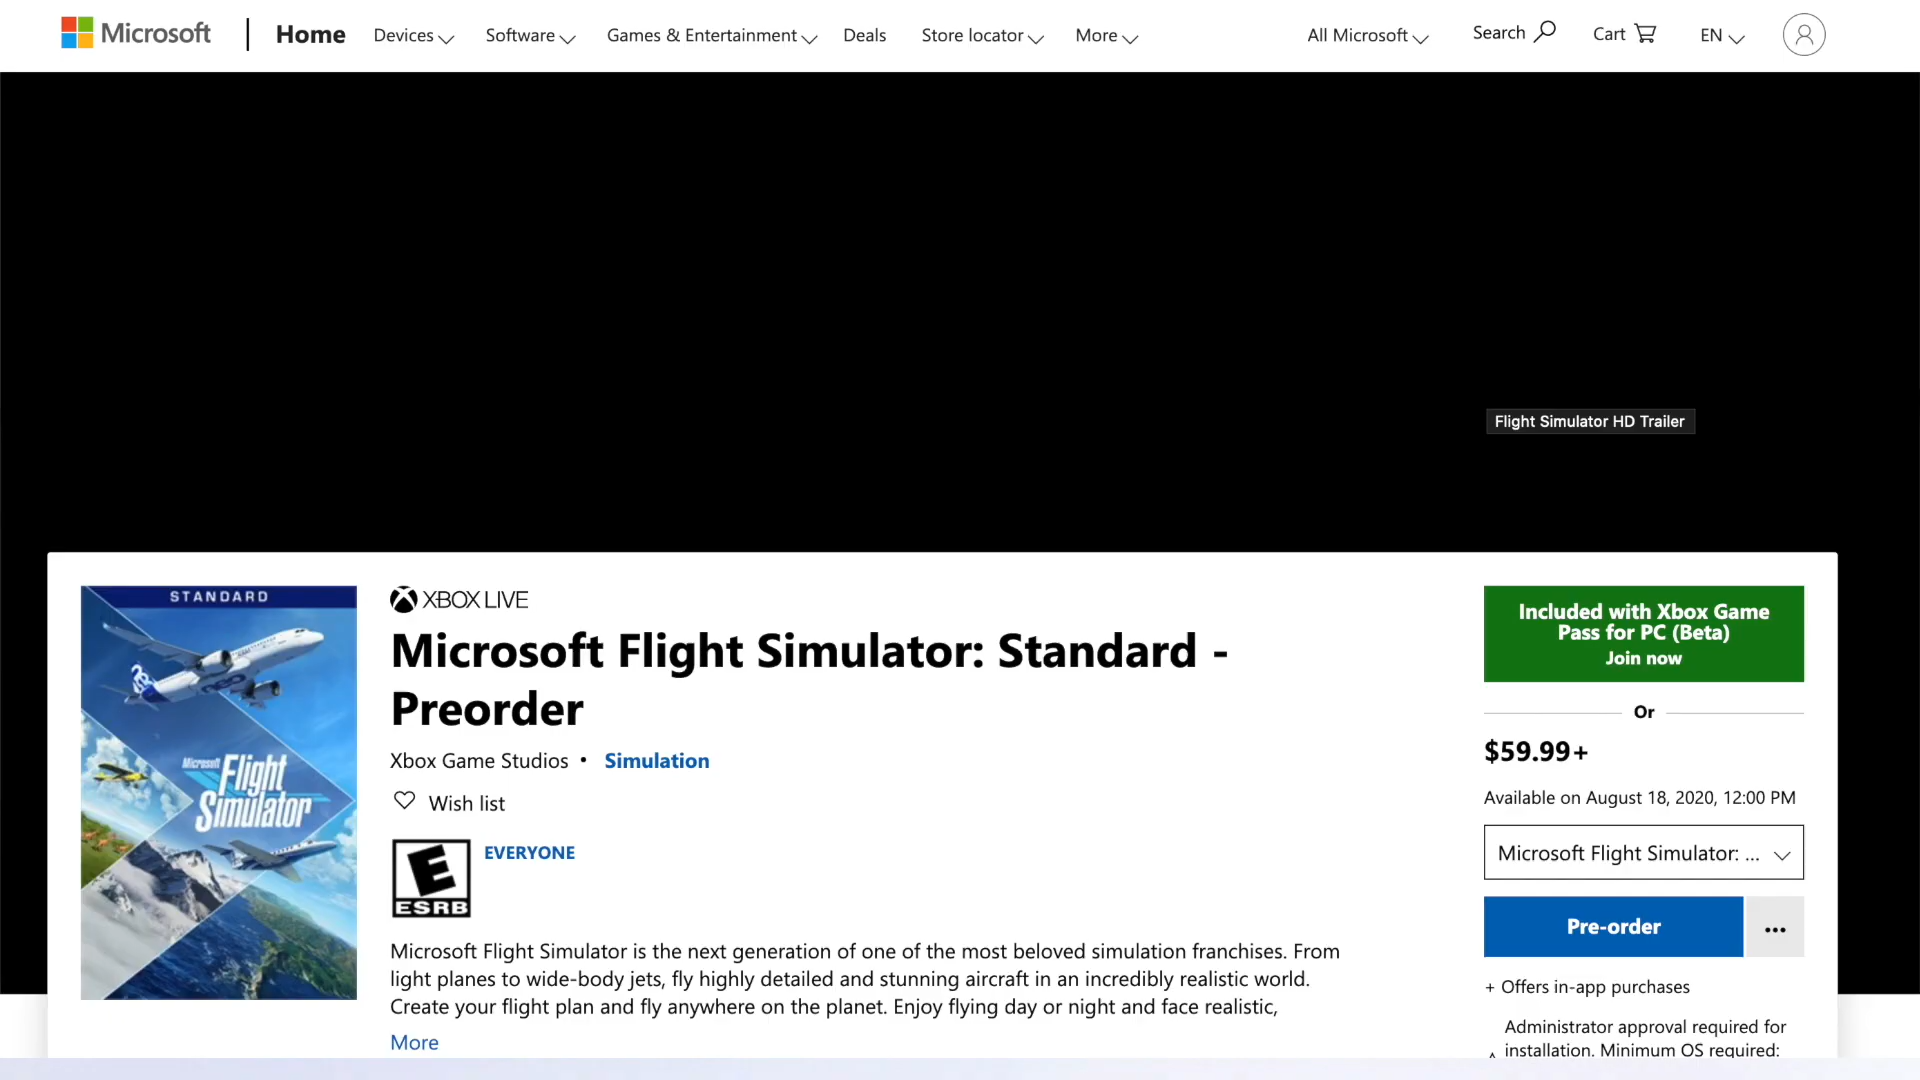 Microsoft
Home
Devices
Software
Games & Entertainment
Deals
Store locator
More
All Microsoft
Search
Cart
EN
Flight Simulator HD Trailer
STANDARD
Microsoft
Flight
Simulator
XBOX LIVE
Microsoft Flight Simulator: Standard -
Preorder
Xbox Game Studios • Simulation
Wish list
E
ESRB
EVERYONE
Microsoft Flight Simulator is the next generation of one of the most beloved simulation franchises. From
light planes to wide-body jets, fly highly detailed and stunning aircraft in an incredibly realistic world.
Create your flight plan and fly anywhere on the planet. Enjoy flying day or night and face realistic,
More
Included with Xbox Game
Pass for PC (Beta)
Join now
Or
$59.99+
Available on August 18, 2020, 12:00 PM
Microsoft Flight Simulator: ...
Pre-order
...
+ Offers in-app purchases
Administrator approval required for
installation. Minimum OS required: